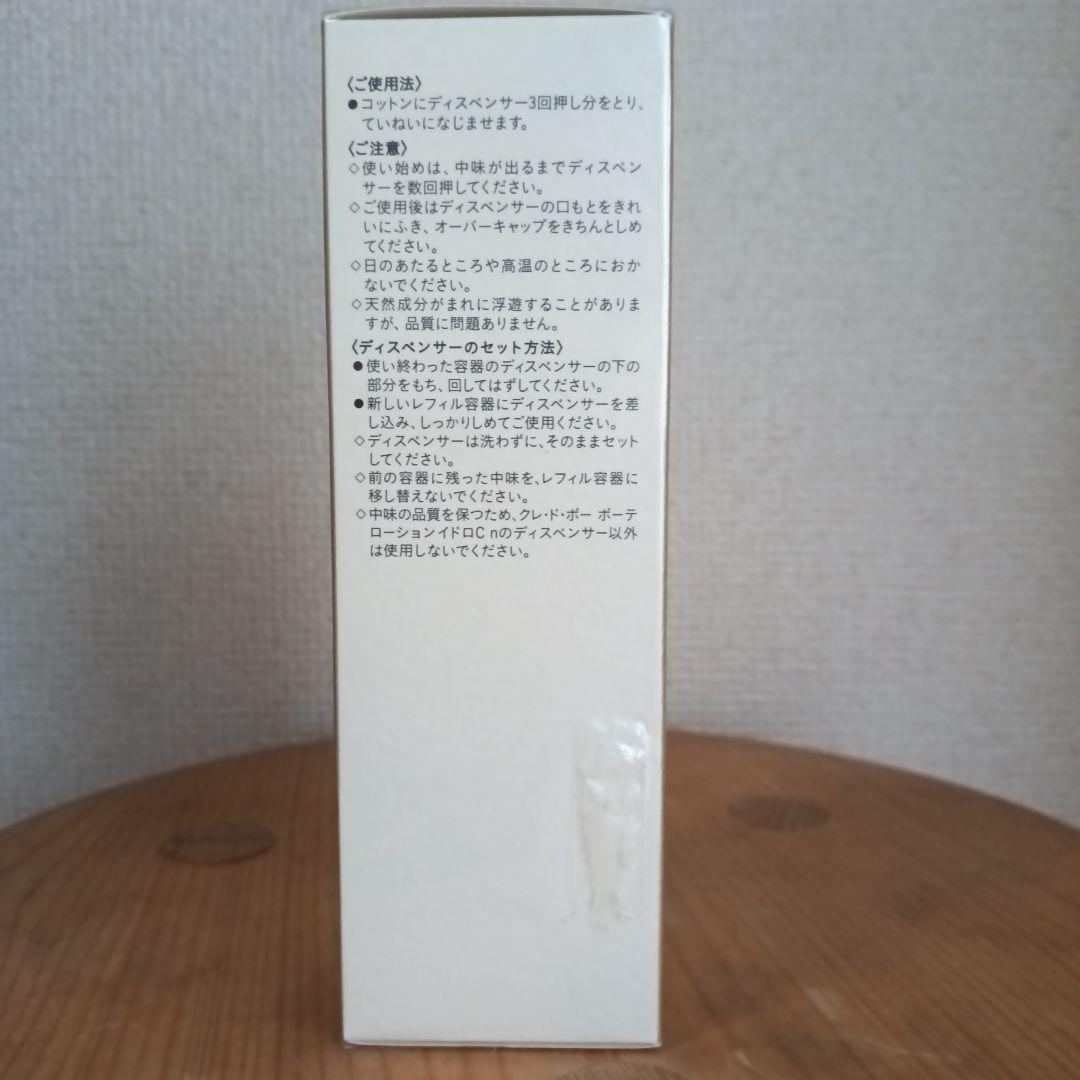 〈ご使用法〉
●コットンにディスペンサー3回押し分をとり、
ていねいになじませます。
〈ご注意〉
◇使い始めは、中味が出るまでディスペン
サーを数回押してください。
◇ご使用後はディスペンサーの口もとをきれ
いにふき、オーバーキャップをきちんとしめ
てください。
◇日のあたるところや高温のところにおか
ないでください。
◇天然成分がまれに浮遊することがありま
すが、品質に問題ありません。
〈ディスペンサーのセット方法〉
●使い終わった容器のディスペンサーの下の
部分をもち、回してはずしてください。
●新しいレフィル容器にディスペンサーを差
し込み、しっかりしめてご使用ください。
◇ディスペンサーは洗わずに、そのままセット
してください。
◇前の容器に残った中味を、レフィル容器に
移し替えないでください。
◇中味の品質を保つため、クレ・ド・ポー ボーテ
ローションイドロC nのディスペンサー以外
は使用しないでください。